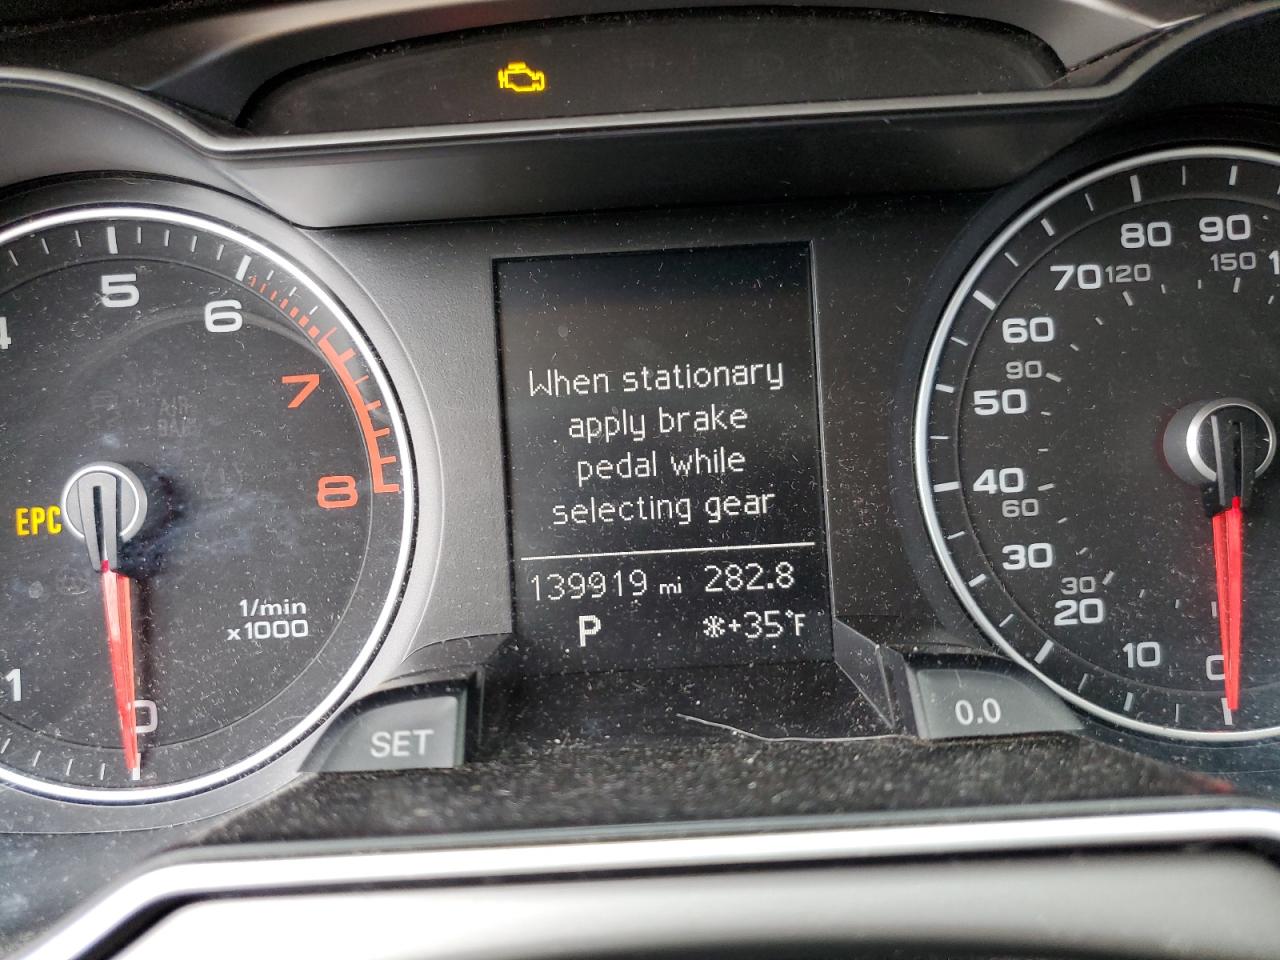 5
6
7
8
EPC
1/min
x1000
1
0
SET
When stationary
apply brake
pedal while
selecting gear
139919 mi 282.8
P
+35°F
0.0
80 90
70 120 150
60
90
50
40
60
30
30
20
10
0